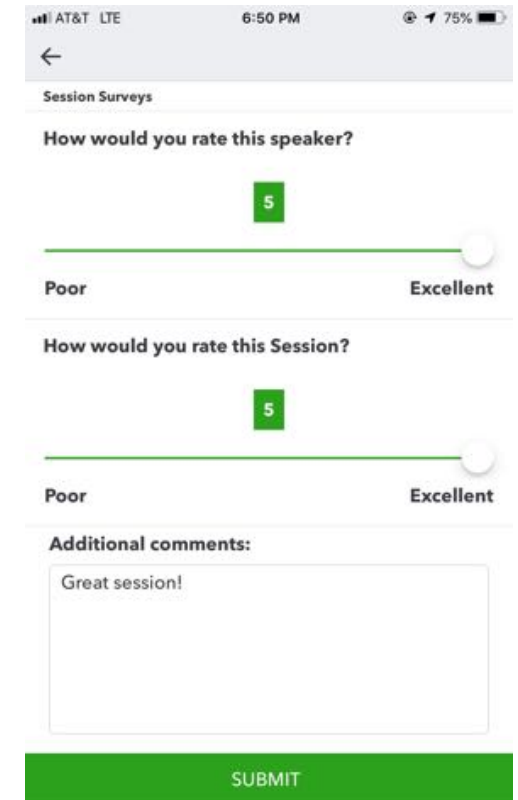 AT&T LTE 6:50 PM 75%
Session Surveys
How would you rate this speaker?
5
Poor Excellent
How would you rate this Session?
5
Poor Excellent
Additional comments:
Great session!
SUBMIT